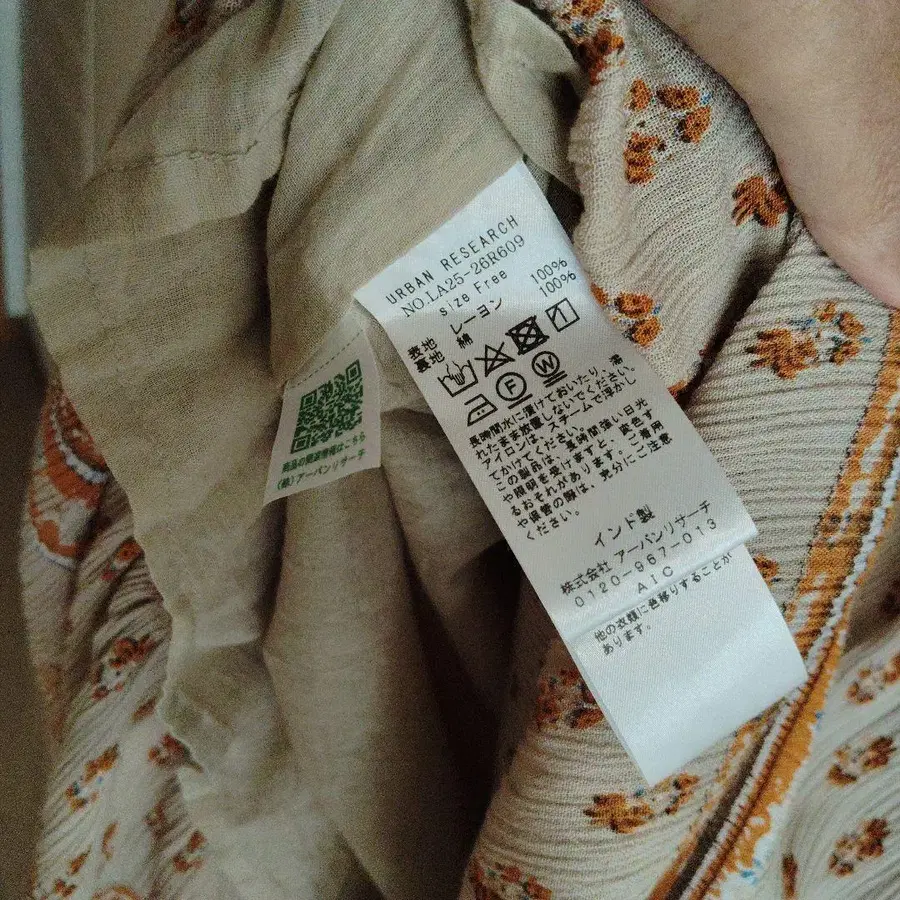 URBAN RESEARCH
NO.LA25-26R609
size Free
表地 レーヨン 100%
裏地 綿 100%
F W
長時間水に漬けておいたり、濡
れたまま放置しないでください。
アイロンは、スチームで浮かし
てかけてください。
この製品は、長時間強い日光
や照明を受けますと、変色す
るおそれがあります。ご着用
や保管の際は、充分にご注意
ください。
インド製
株式会社 アーバンリサーチ
0120-967-013
AIC
他の衣類に色移りすることが
あります。
商品の関連情報はこちら
(株)アーバンリサーチ